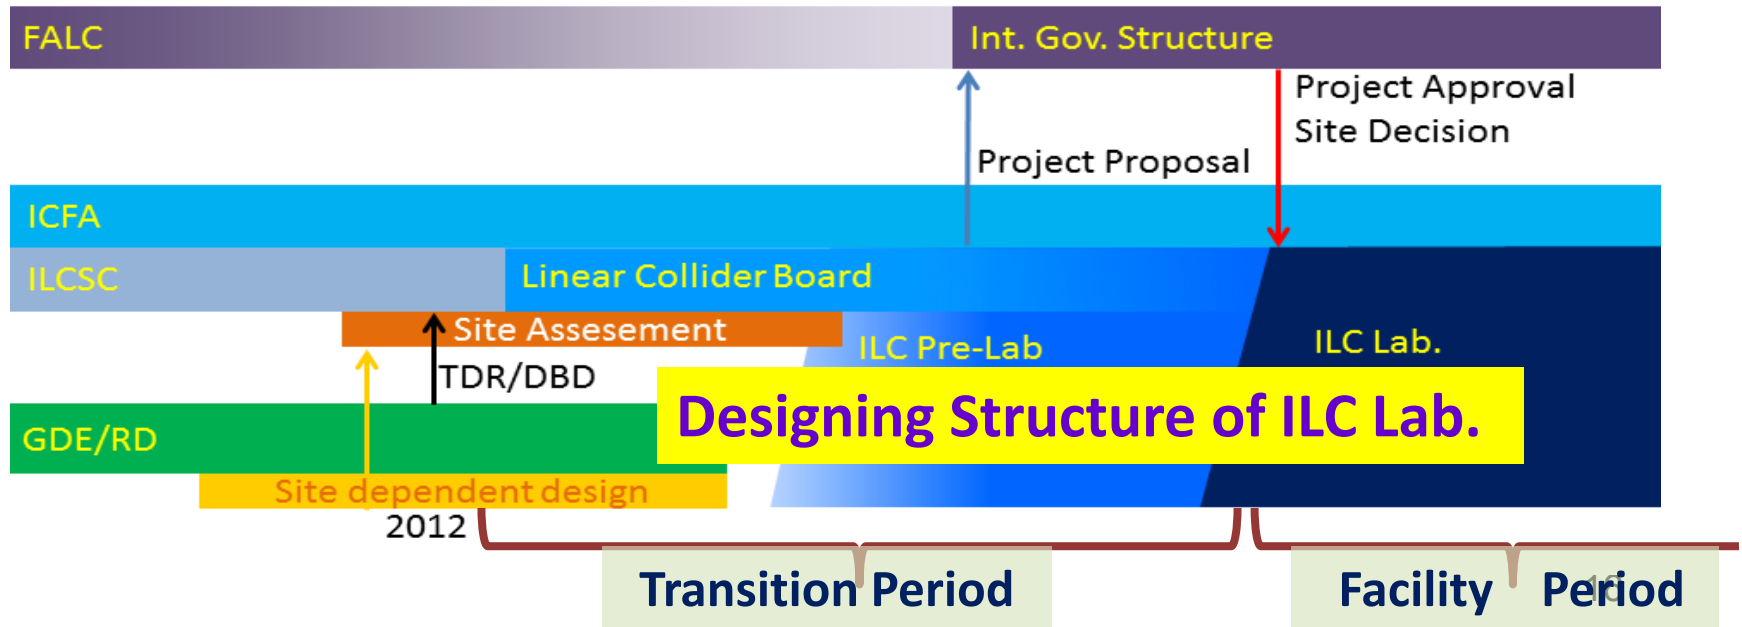 FALC
Int. Gov. Structure
Project Approval
Site Decision
Project Proposal
ICFA
ILCSC
Linear Collider Board
Site Assesement
ILC Pre-Lab
ILC Lab.
TDR/DBD
Designing Structure of ILC Lab.
GDE/RD
Site dependent design
2012
Transition Period
Facility Period
16